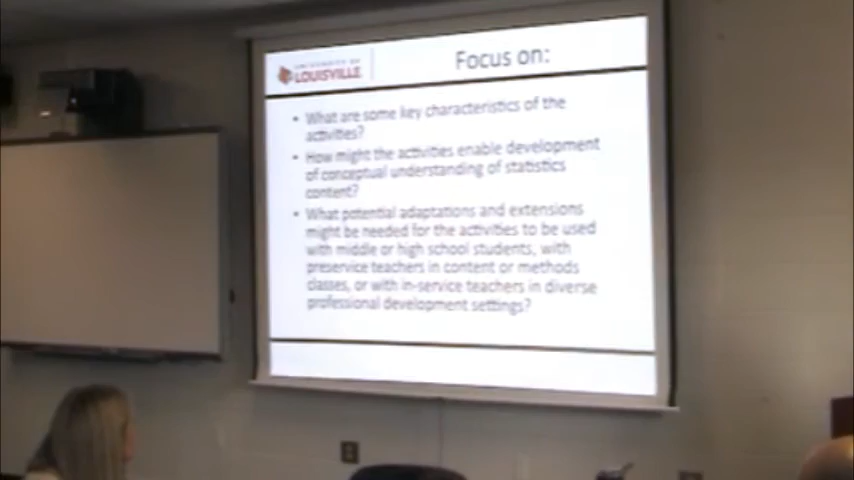 UNIVERSITY OF
LOUISVILLE
Focus on:
• What are some key characteristics of the
activities?
• How might the activities enable development
of conceptual understanding of statistics
content?
• What potential adaptations and extensions
might be needed for the activities to be used
with middle or high school students, with
preservice teachers in content or methods
classes, or with in-service teachers in diverse
professional development settings?